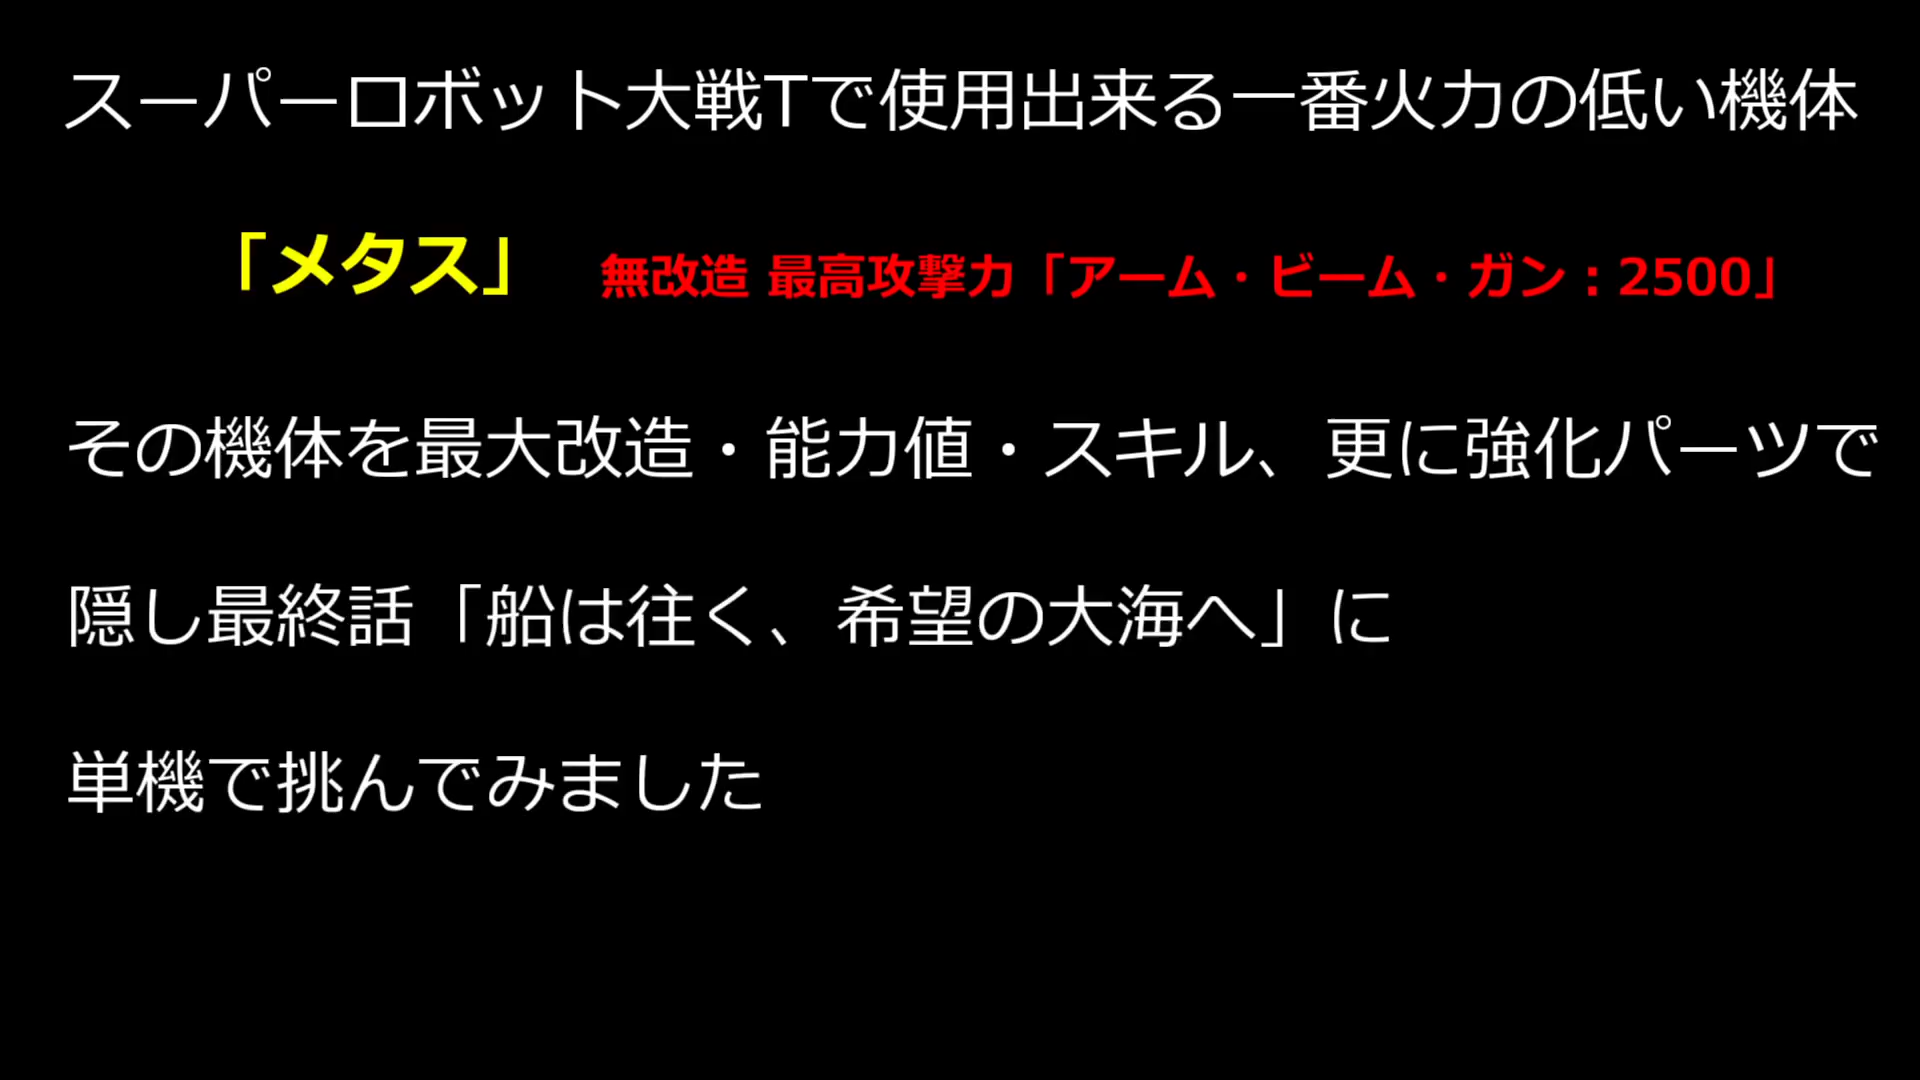 スーパーロボット大戦Tで使用出来る一番火力の低い機体
「メタス」 無改造 最高攻撃力「アーム・ビーム・ガン：2500」
その機体を最大改造・能力値・スキル、更に強化パーツで
隠し最終話「船は往く、希望の大海へ」に
単機で挑んでみました